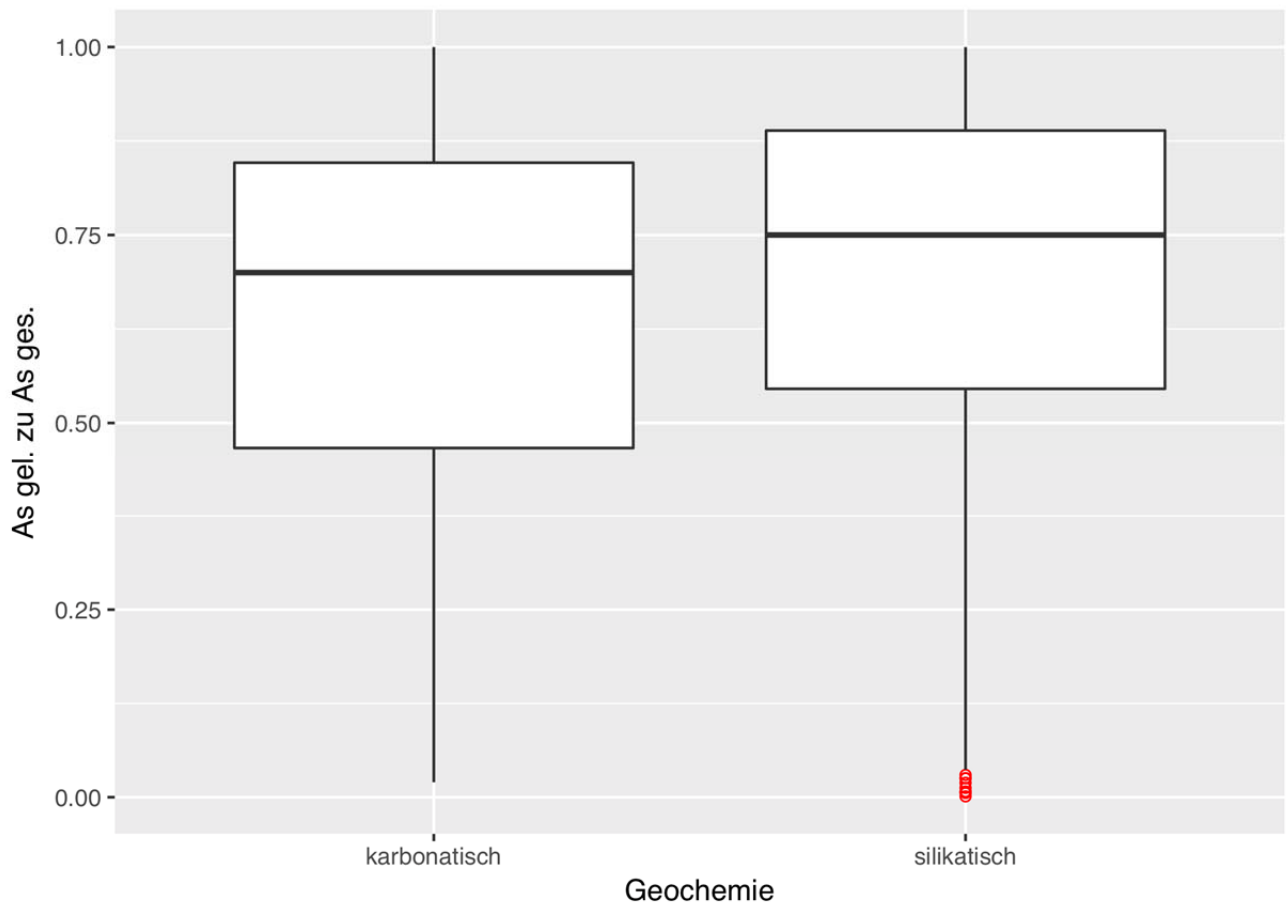 1.00
0.75
0.50
0.25
0.00
As gel. zu As ges.
karbonatisch
silikatisch
Geochemie